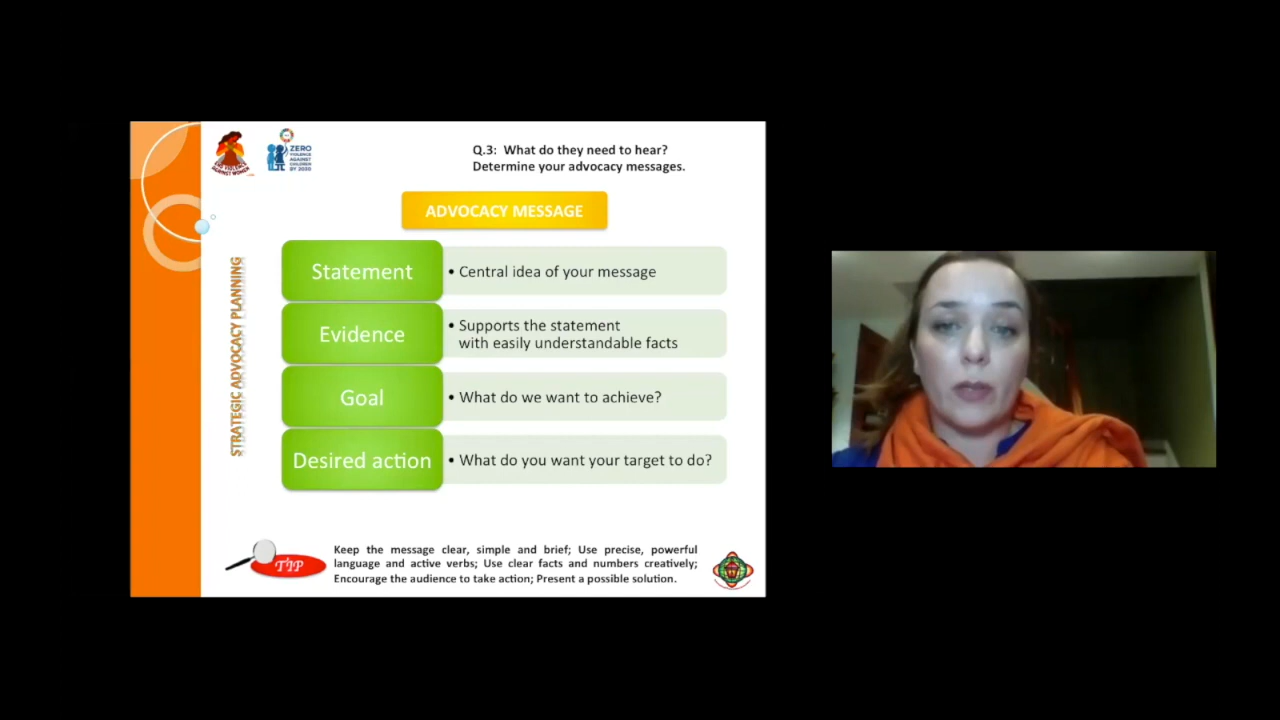 Q.3: What do they need to hear?
Determine your advocacy messages.
ZERO
VIOLENCE
AGAINST
CHILDREN
BY 2030
VIOLENCE
AGAINST WOMEN
ADVOCACY MESSAGE
STRATEGIC ADVOCACY PLANNING
Statement
• Central idea of your message
Evidence
• Supports the statement
with easily understandable facts
Goal
• What do we want to achieve?
Desired action
• What do you want your target to do?
TIP
Keep the message clear, simple and brief; Use precise, powerful
language and active verbs; Use clear facts and numbers creatively;
Encourage the audience to take action; Present a possible solution.